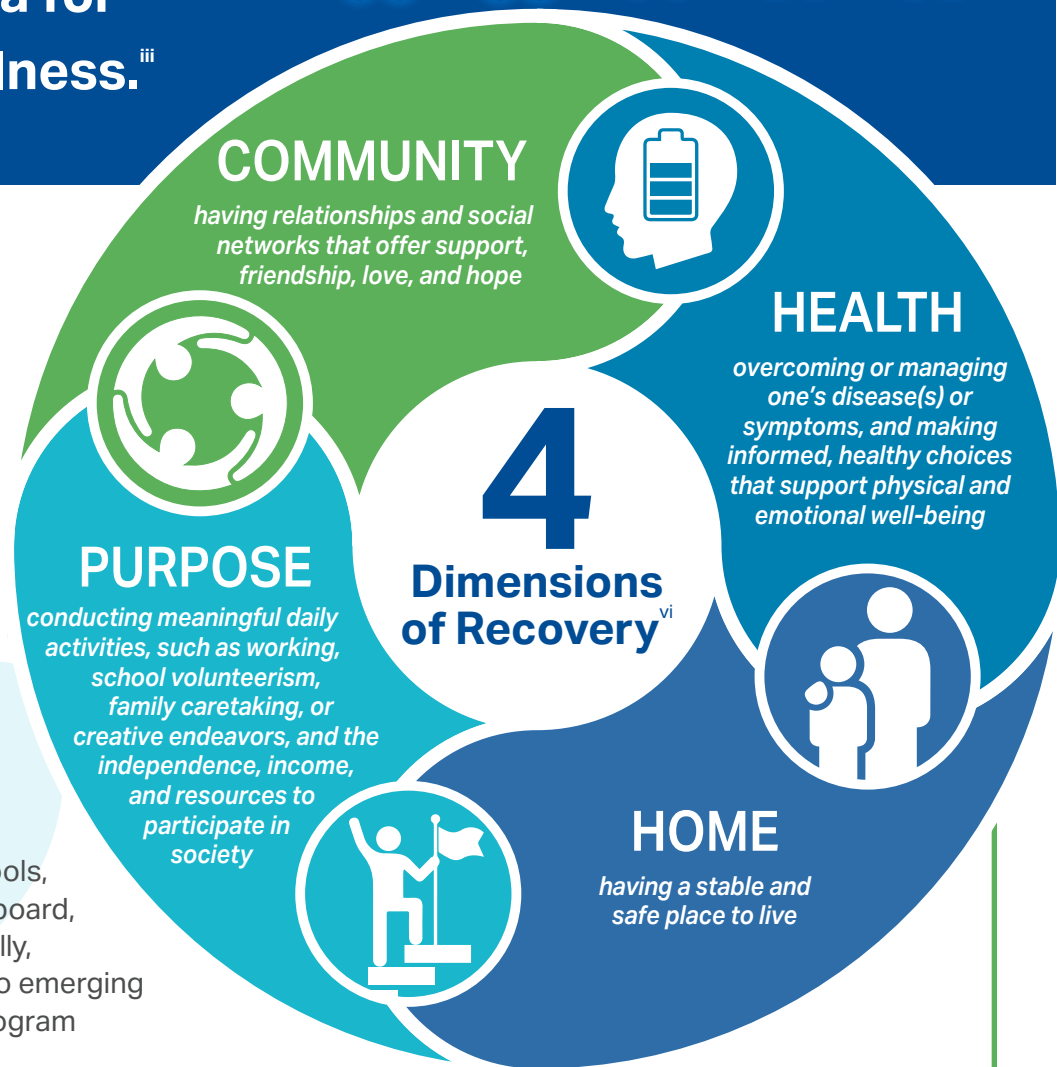 a for
lness.iii
COMMUNITY
having relationships and social
networks that offer support,
friendship, love, and hope
HEALTH
overcoming or managing
one's disease(s) or
symptoms, and making
informed, healthy choices
that support physical and
emotional well-being
4
Dimensions
of Recovery vi
PURPOSE
conducting meaningful daily
activities, such as working,
school volunteerism,
family caretaking, or
creative endeavors, and the
independence, income,
and resources to
participate in
society
HOME
having a stable and
safe place to live
ools,
board,
lly,
o emerging
ogram